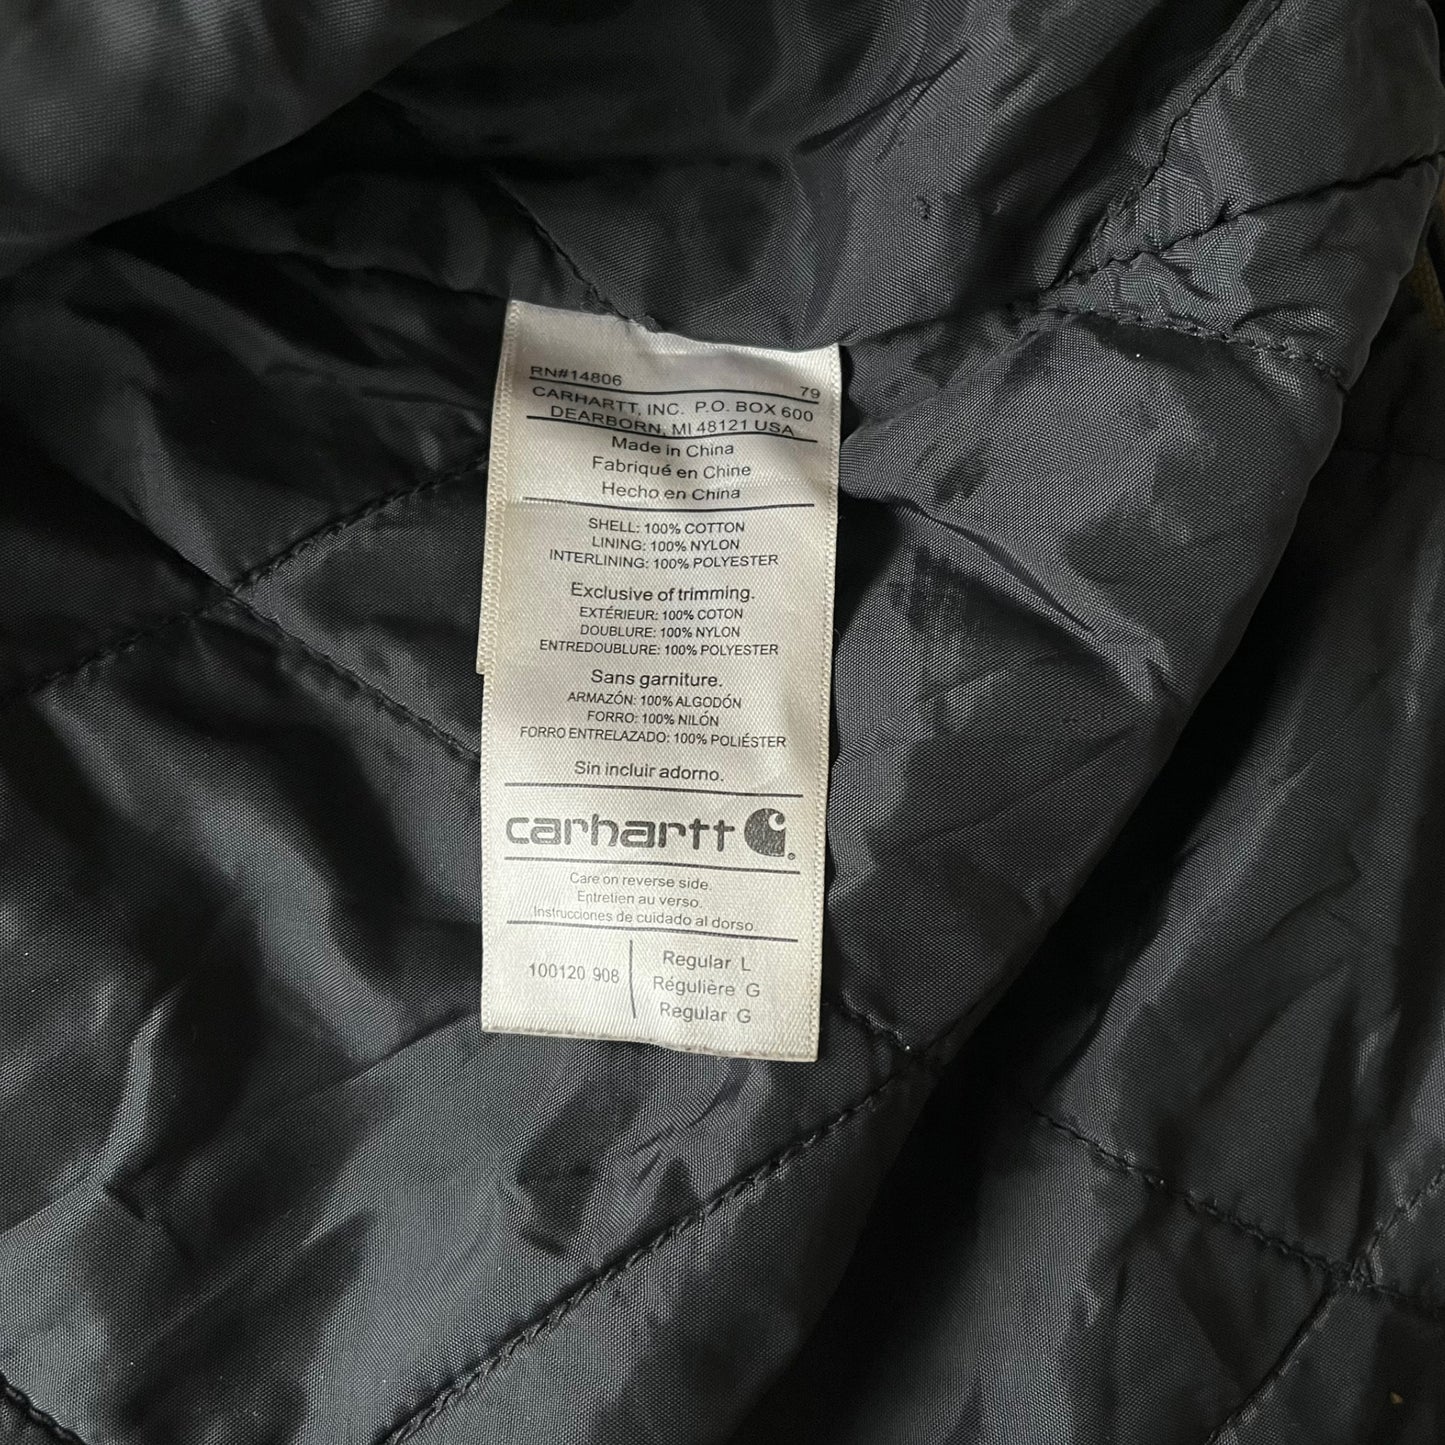 RN#14806 79
CARHARTT, INC. P.O. BOX 600
DEARBORN, MI 48121 USA
Made in China
Fabriqué en Chine
Hecho en China
SHELL: 100% COTTON
LINING: 100% NYLON
INTERLINING: 100% POLYESTER
Exclusive of trimming.
EXTÉRIEUR: 100% COTON
DOUBLURE: 100% NYLON
ENTREDOUBLURE: 100% POLYESTER
Sans garniture.
ARMAZÓN: 100% ALGODÓN
FORRO: 100% NILÓN
FORRO ENTRELAZADO: 100% POLIÉSTER
Sin incluir adorno.
carhartt
Care on reverse side.
Entretien au verso.
Instrucciones de cuidado al dorso.
100120 908
Regular L
Régulière G
Regular G